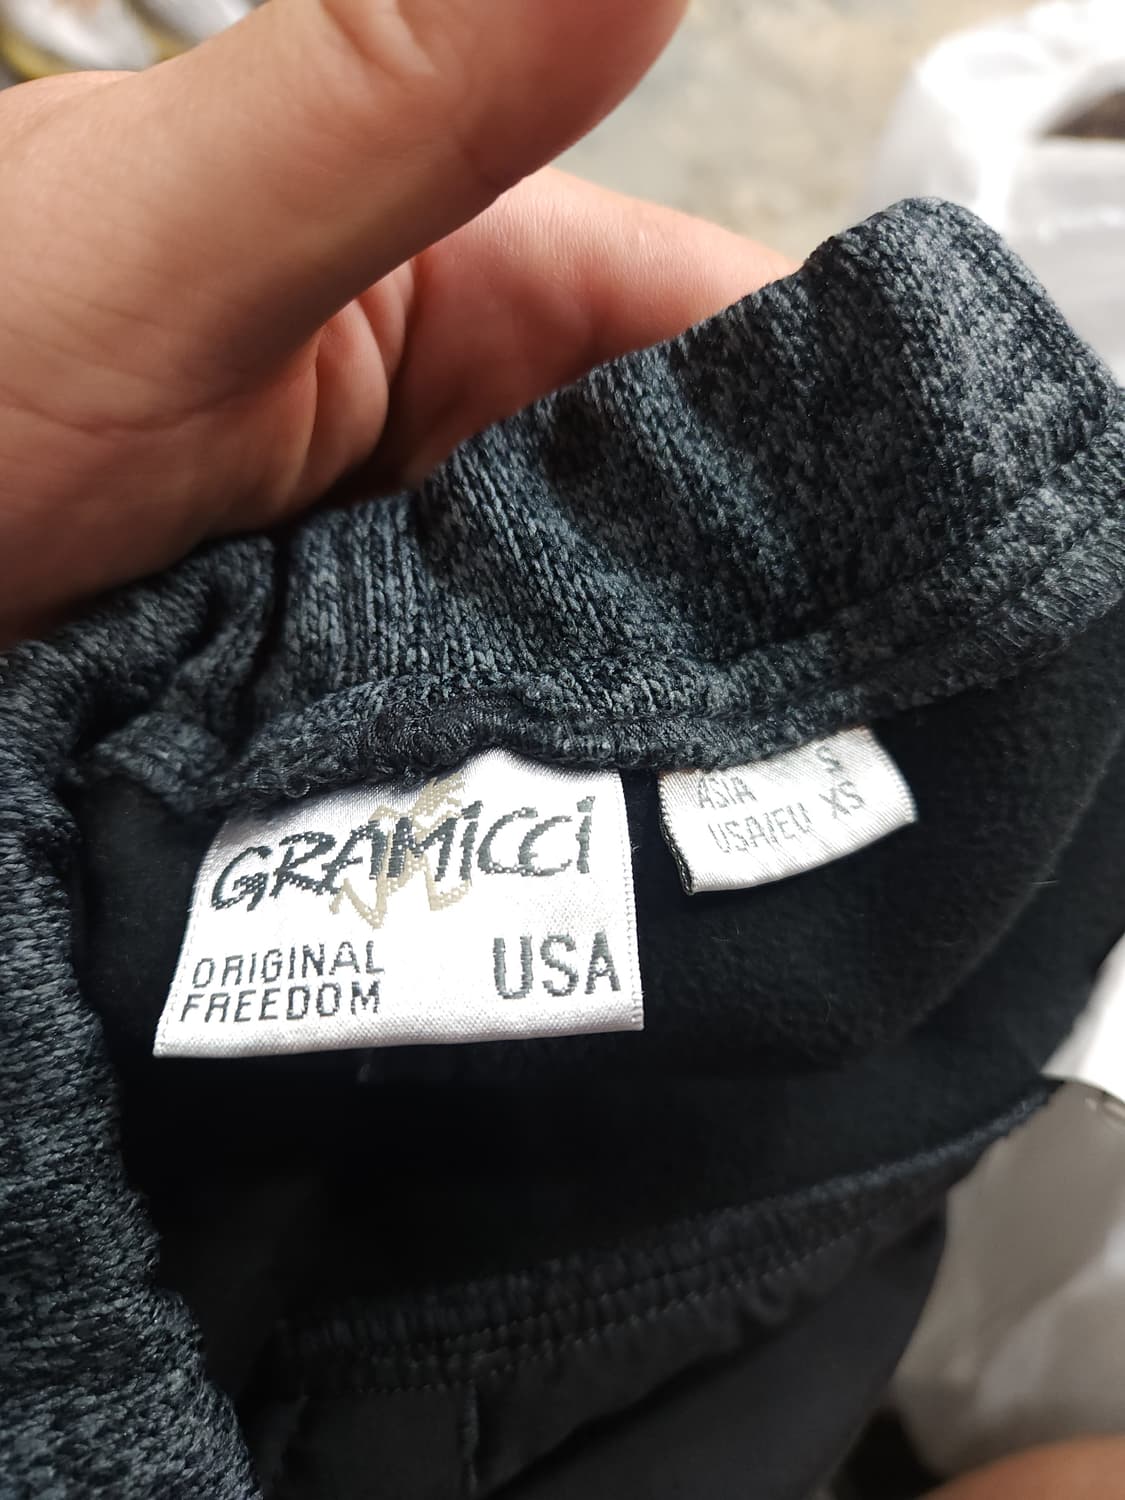 GRAMiCCi
ORIGINAL
FREEDOM
USA
ASIA S
USA/EU XS